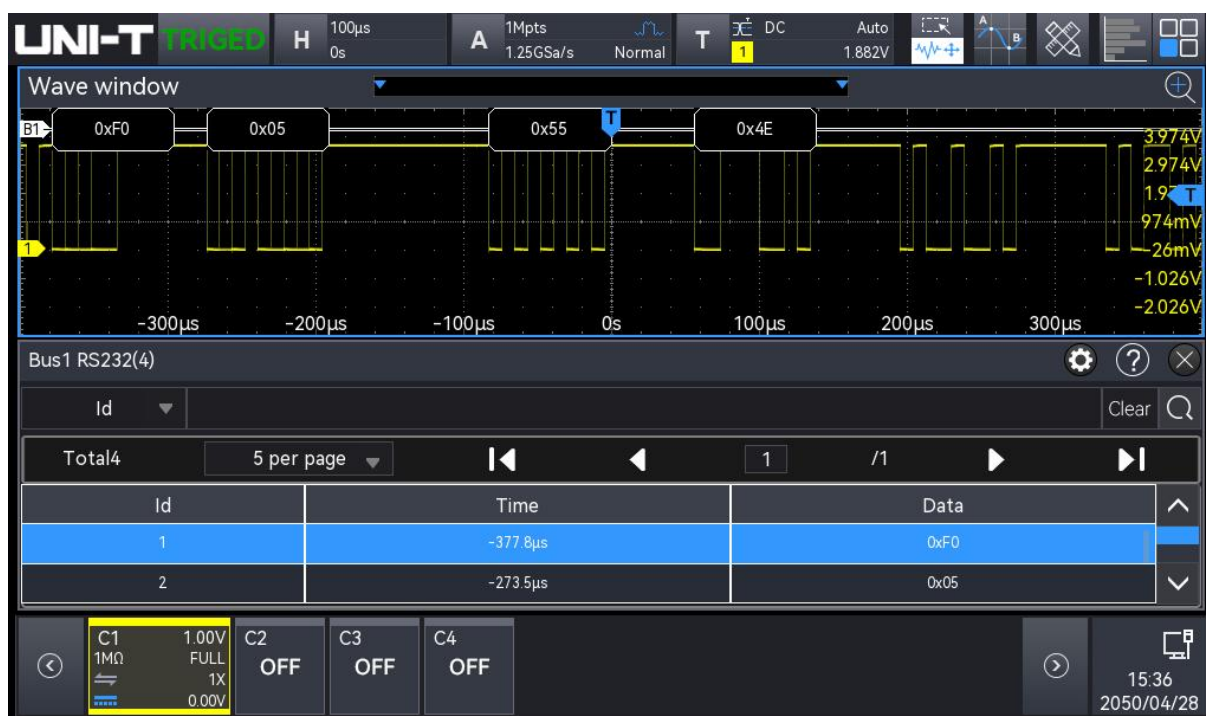 UNI-T TRIGED H 100μs 0s A 1Mpts 1.25GSa/s Normal T DC 1 Auto 1.882V A B
Wave window
T
B1 0xF0 0x05 0x55 0x4E
3.974V
2.974V
T
974mV
1
-26mV
-1.026V
-2.026V
-300μs -200μs -100μs 0s 100μs 200μs 300μs
Bus1 RS232(4)
Id Clear
Total4 5 per page 1 /1
Id Time Data
1 -377.8μs 0xF0
2 -273.5μs 0x05
C1 1.00V C2 C3 C4
1MΩ FULL OFF OFF OFF
1X
0.00V
15:36
2050/04/28